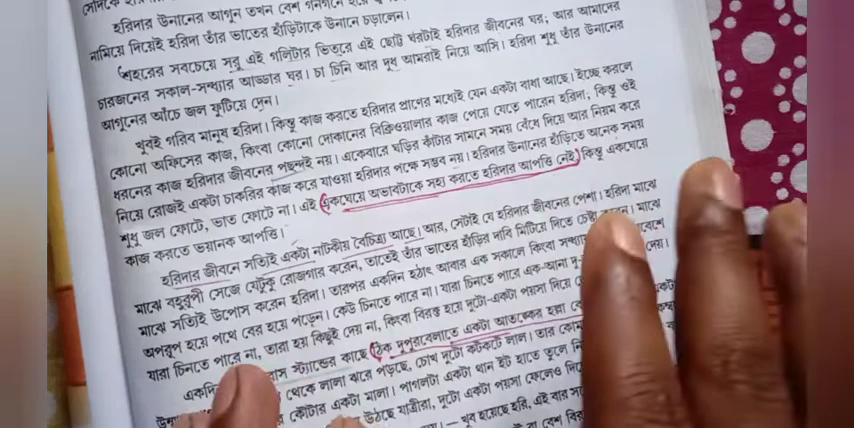 হরিদার উনানের আগুন তখন বেশ গনগনে
নামিয়ে দিয়েই হরিদা তাঁর ভাতের হাঁড়িটাকে উনানে চড়ালেন।
শহরের সবচেয়ে সরু এই গলিটার ভিতরে এই ছোট্ট ঘরটাই হরিদার জীবনের ঘর; আর আমাদের
চারজনের সকাল-সন্ধ্যার আড্ডার ঘর। চা চিনি আর দুধ আমরাই নিয়ে আসি। হরিদা শুধু তাঁর উনানের
আগুনের আঁচে জল ফুটিয়ে দেন।
খুবই গরিব মানুষ হরিদা। কিন্তু কাজ করতে হরিদার প্রাণের মধ্যেই যেন একটা বাধা আছে। ইচ্ছে করলে
কোনো অফিসের কাজ, কিংবা কোনো দোকানের বিক্রিওয়ালার কাজ পেয়ে যেতে পারেন হরিদা; কিন্তু ওই
ধরনের কাজ হরিদার জীবনের পছন্দই নয়। একেবারে ঘড়ির কাঁটার সামনে সময় বেঁধে দিয়ে আর নিয়ম করে
নিয়ে রোজই একটা চাকরির কাজ করে যাওয়া হরিদার পক্ষে সম্ভব নয়। হরিদার উনানের হাঁড়িতে অনেক সময়
শুধু জল ফোটে, ভাত ফোটে না। এই একঘেয়ে অভাবটাকে সহ্য করতে হরিদার আপত্তি নেই, কিন্তু একঘেয়ে
কাজ করতে ভয়ানক আপত্তি।
হরিদার জীবনে সত্যিই একটা নাটকীয় বৈচিত্র্য আছে। আর, সেটাই যে হরিদার জীবনের পেশা। হরিদা মাঝে
মাঝে বহুরূপী সেজে যেটুকু রোজগার করেন, তাতেই তাঁর ভাতের হাঁড়ির দাবি মিটিয়ে দিতে চেষ্টা মাঝে
মাঝে সত্যিই উপোস করেন হরিদা। তারপর একদিন হঠাৎ আবার এক সকালে কিংবা সন্ধ্যায়
অপরূপ হয়ে পথে বের হয়ে পড়েন। কেউ চিনতে পারে না। যারা চিনতে পারে এক-আনা দু- দেয়।
যারা চিনতে পারে না, তারা হয় কিছুই দেয় না, কিংবা বিরক্ত হয়ে দুটো-একটা পয়সা দিয়ে
একদিন স্ট্যান্ডের কাছে ঠিক দুপুরবেলাতে একটা আতঙ্কের হল্লা
থেকে লালা ঝরে পড়ছে, চোখ দুটো কটকটে লাল। তার
কৌটার একটা মালা। পাগলটা একটা থান ইট হাতে তুলে
উঠছে যাত্রীরা, দুটো একটা পয়সা ফেলেও
খুব হয়েছে হরি, এই বার